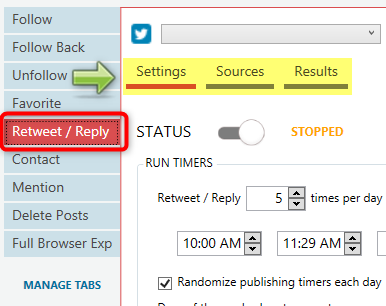 Follow
Follow Back
Unfollow
Favorite
Retweet / Reply
Contact
Mention
Delete Posts
Full Browser Exp
MANAGE TABS
Settings Sources Results
STATUS STOPPED
RUN TIMERS
Retweet / Reply 5 times per day
10:00 AM 11:29 AM
Randomize publishing timers each day